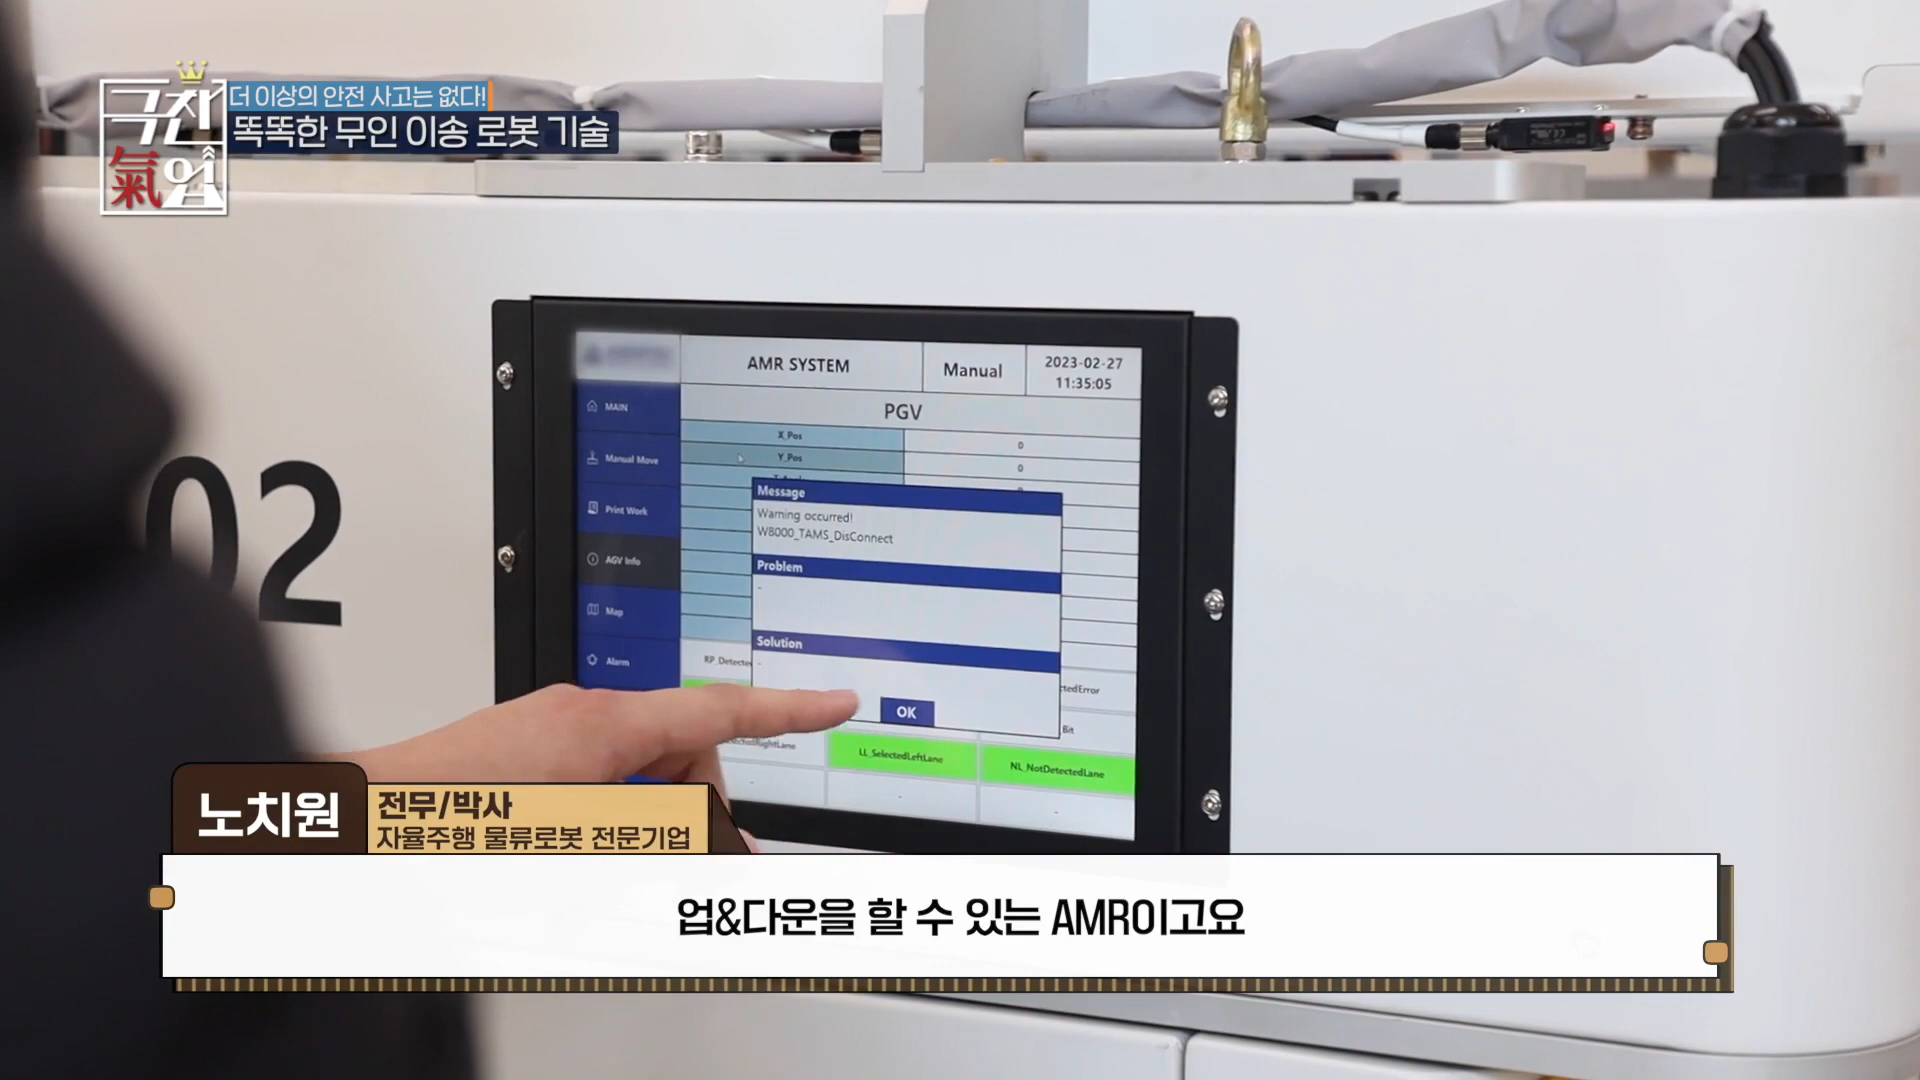 극찬
氣업
더 이상의 안전 사고는 없다!
똑똑한 무인 이송 로봇 기술
02
AMR SYSTEM
Manual
2023-02-27
11:35:05
PGV
MAIN
Manual Move
Print Work
AGV Info
Map
Alarm
X_Pos
0
Y_Pos
0
Message
Warning occurred!
W8000_TAMS_DisConnect
Problem
-
Solution
-
OK
RP_Detecte
ctedError
Bit
RightLane
LL_SelectedLeftLane
NL_NotDetectedLane
노치원
전무/박사
자율주행 물류로봇 전문기업
업&다운을 할 수 있는 AMR이고요